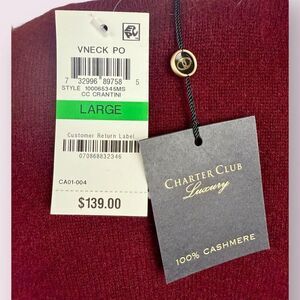 VNECK PO
7 32996 89758 5
STYLE 100065345MS
CC CRANTINI
LARGE
Customer Return Label
070868832346
CA01-004
$139.00
CHARTER CLUB
Luxury
100% CASHMERE